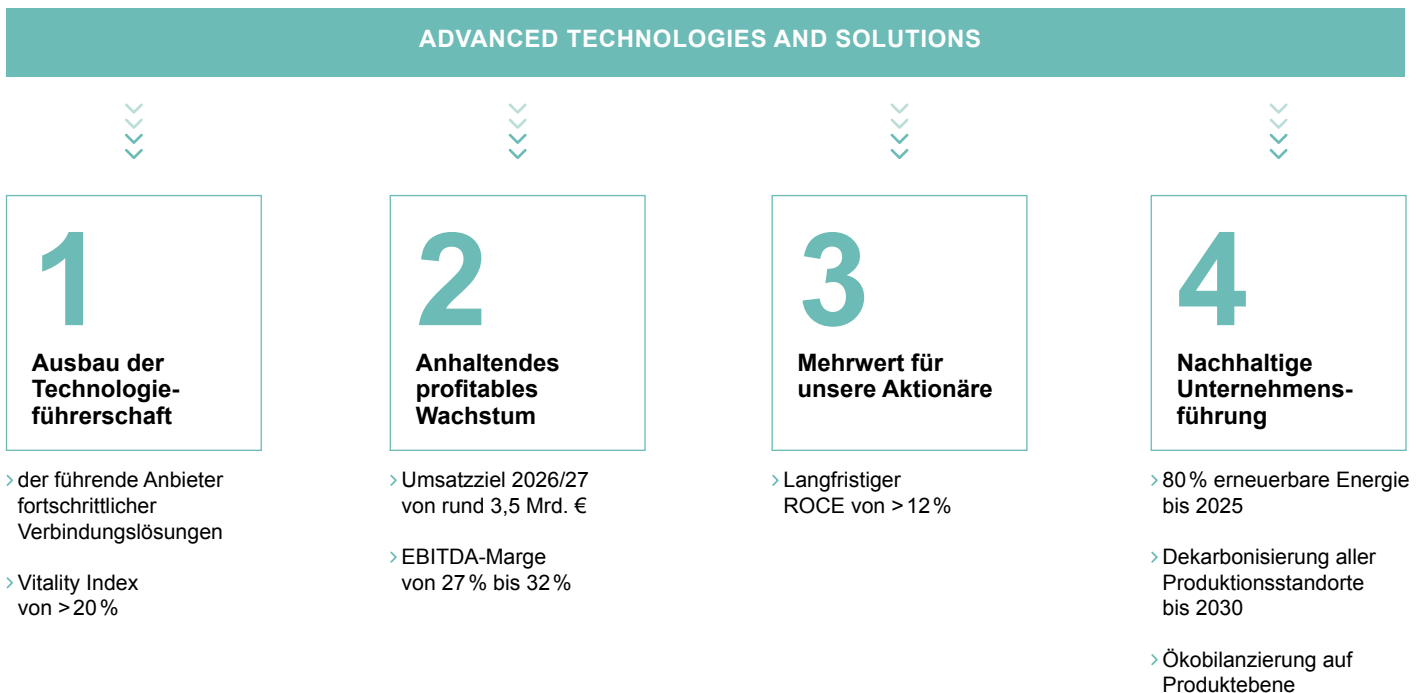 ADVANCED TECHNOLOGIES AND SOLUTIONS
1
Ausbau der
Technologie-
führerschaft
› der führende Anbieter
fortschrittlicher
Verbindungslösungen
› Vitality Index
von > 20 %
2
Anhaltendes
profitables
Wachstum
› Umsatzziel 2026/27
von rund 3,5 Mrd. €
› EBITDA-Marge
von 27 % bis 32 %
3
Mehrwert für
unsere Aktionäre
› Langfristiger
ROCE von > 12 %
4
Nachhaltige
Unternehmens-
führung
› 80 % erneuerbare Energie
bis 2025
› Dekarbonisierung aller
Produktionsstandorte
bis 2030
› Ökobilanzierung auf
Produktebene